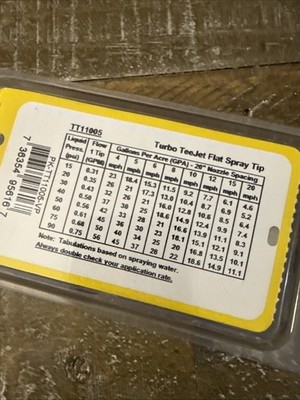 TT11005
Turbo TeeJet Flat Spray Tip
Liquid Press. (psi) Flow 1 Tip (GPM) Gallons Per Acre (GPA) - 20" Nozzle Spacing
4 mph 5 mph 6 mph 8 mph 10 mph 12 mph 15 mph 20 mph
15 0.31 23 18.4 15.3 11.5 9.2 7.7 6.1 4.6
20 0.35 26 21 17.3 13.0 10.4 8.7 6.9 5.2
30 0.43 32 26 21 16.0 12.8 10.6 8.5 6.4
40 0.50 37 30 25 18.6 14.9 12.4 9.9 7.4
50 0.56 42 33 28 21 16.6 13.9 11.1 8.3
60 0.61 45 36 30 23 18.1 15.1 12.1 9.1
75 0.68 50 40 34 25 20 16.8 13.5 10.1
90 0.75 56 45 37 28 22 18.6 14.9 11.1
Note: Tabulations based on spraying water.
Always double check your application rate.
PK-TT11005-VP
7 36354 95616 7